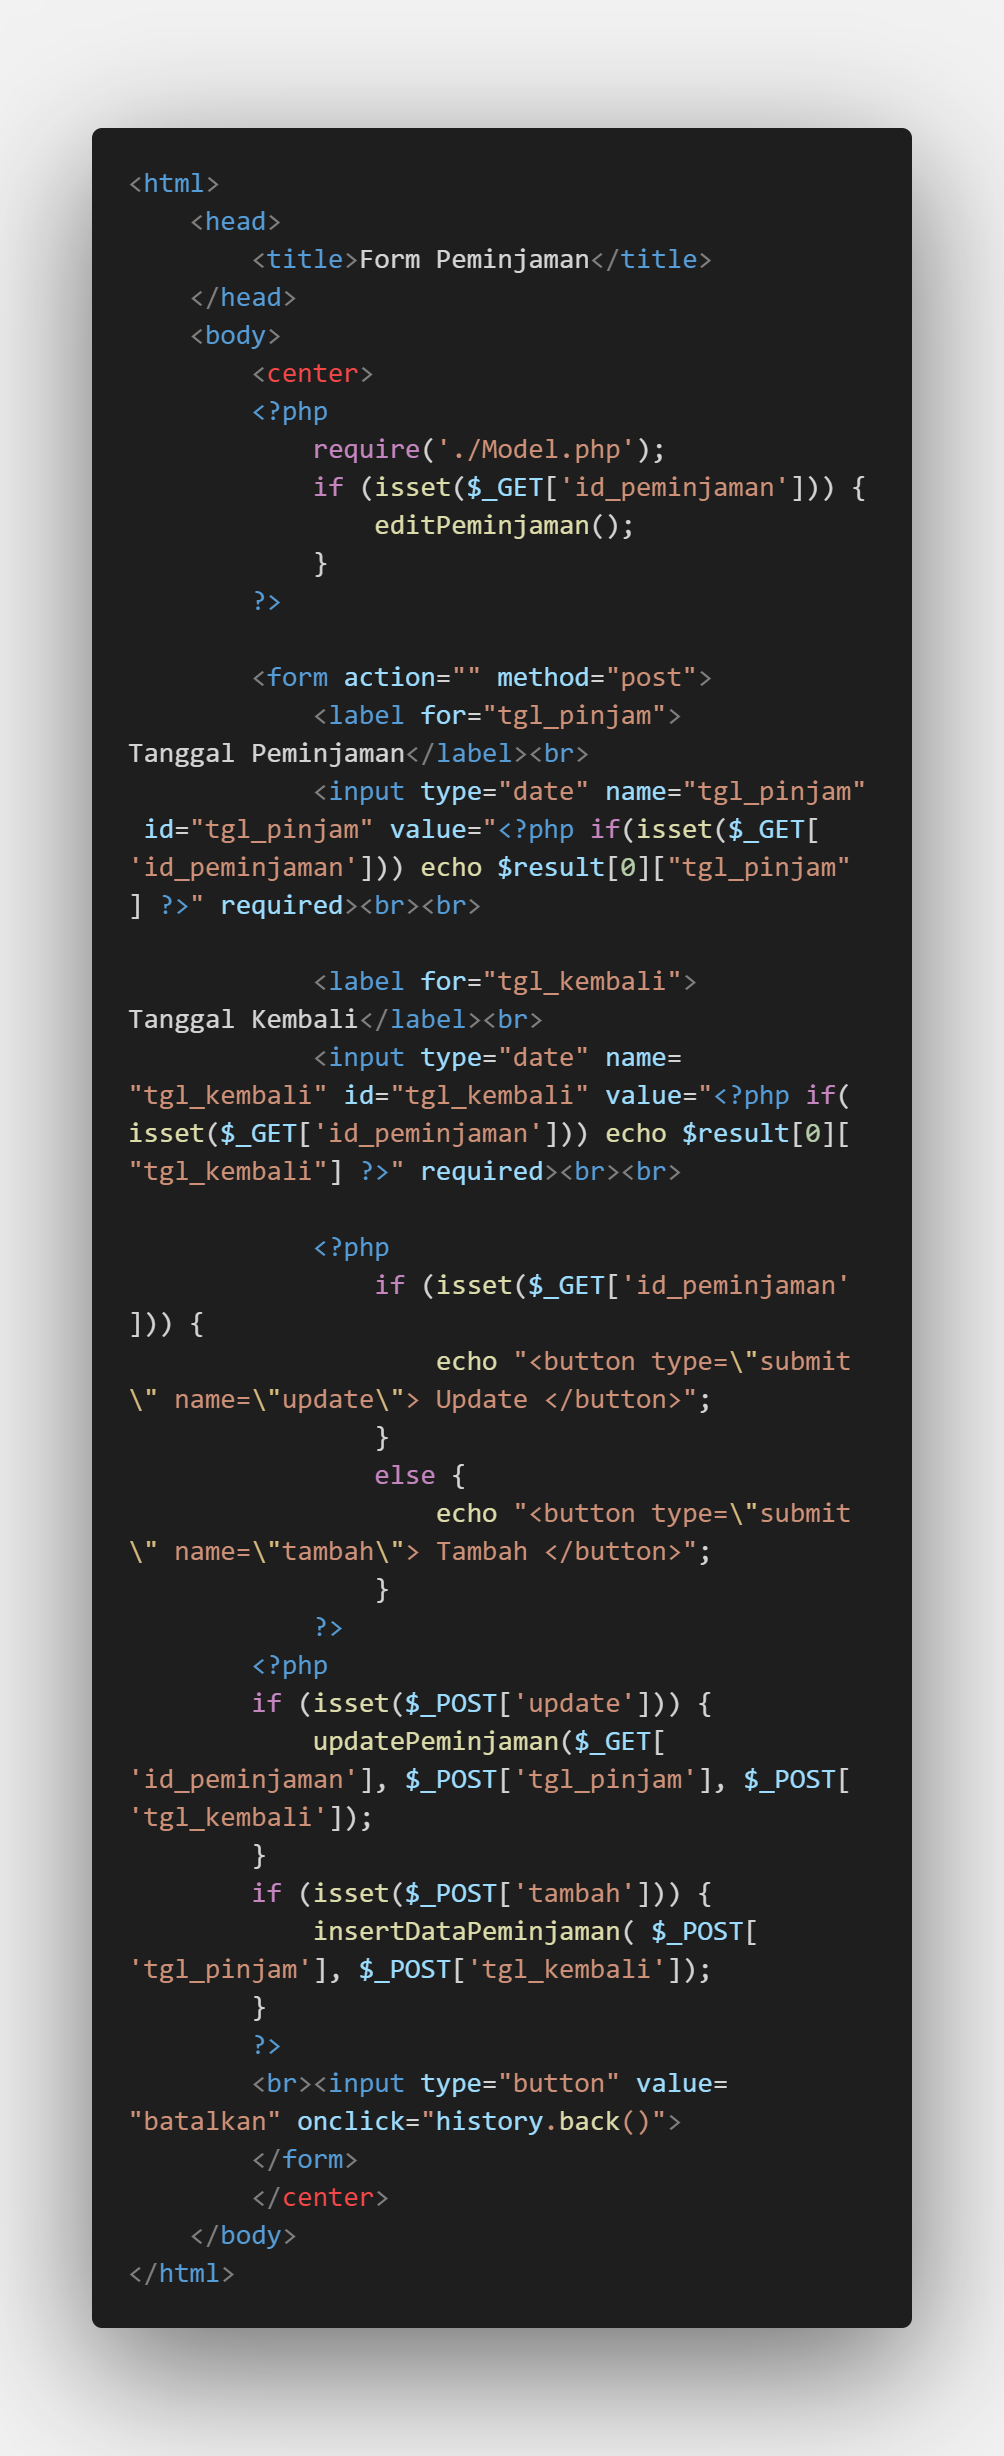 <html>
    <head>
        <title>Form Peminjaman</title>
    </head>
    <body>
        <center>
        <?php
            require('./Model.php');
            if (isset($_GET['id_peminjaman'])) {
                editPeminjaman();
            }
        ?>

        <form action="" method="post">
            <label for="tgl_pinjam">
Tanggal Peminjaman</label><br>
            <input type="date" name="tgl_pinjam"
 id="tgl_pinjam" value="<?php if(isset($_GET[
'id_peminjaman'])) echo $result[0]["tgl_pinjam"
] ?>" required><br><br>

            <label for="tgl_kembali">
Tanggal Kembali</label><br>
            <input type="date" name=
"tgl_kembali" id="tgl_kembali" value="<?php if(
isset($_GET['id_peminjaman'])) echo $result[0][
"tgl_kembali"] ?>" required><br><br>

            <?php
                if (isset($_GET['id_peminjaman'
])) {
                    echo "<button type=\"submit
\" name=\"update\"> Update </button>";
                }
                else {
                    echo "<button type=\"submit
\" name=\"tambah\"> Tambah </button>";
                }
            ?>
        <?php
        if (isset($_POST['update'])) {
            updatePeminjaman($_GET[
'id_peminjaman'], $_POST['tgl_pinjam'], $_POST[
'tgl_kembali']);
        }
        if (isset($_POST['tambah'])) {
            insertDataPeminjaman( $_POST[
'tgl_pinjam'], $_POST['tgl_kembali']);
        }
        ?>
        <br><input type="button" value=
"batalkan" onclick="history.back()">
        </form>
        </center>
    </body>
</html>